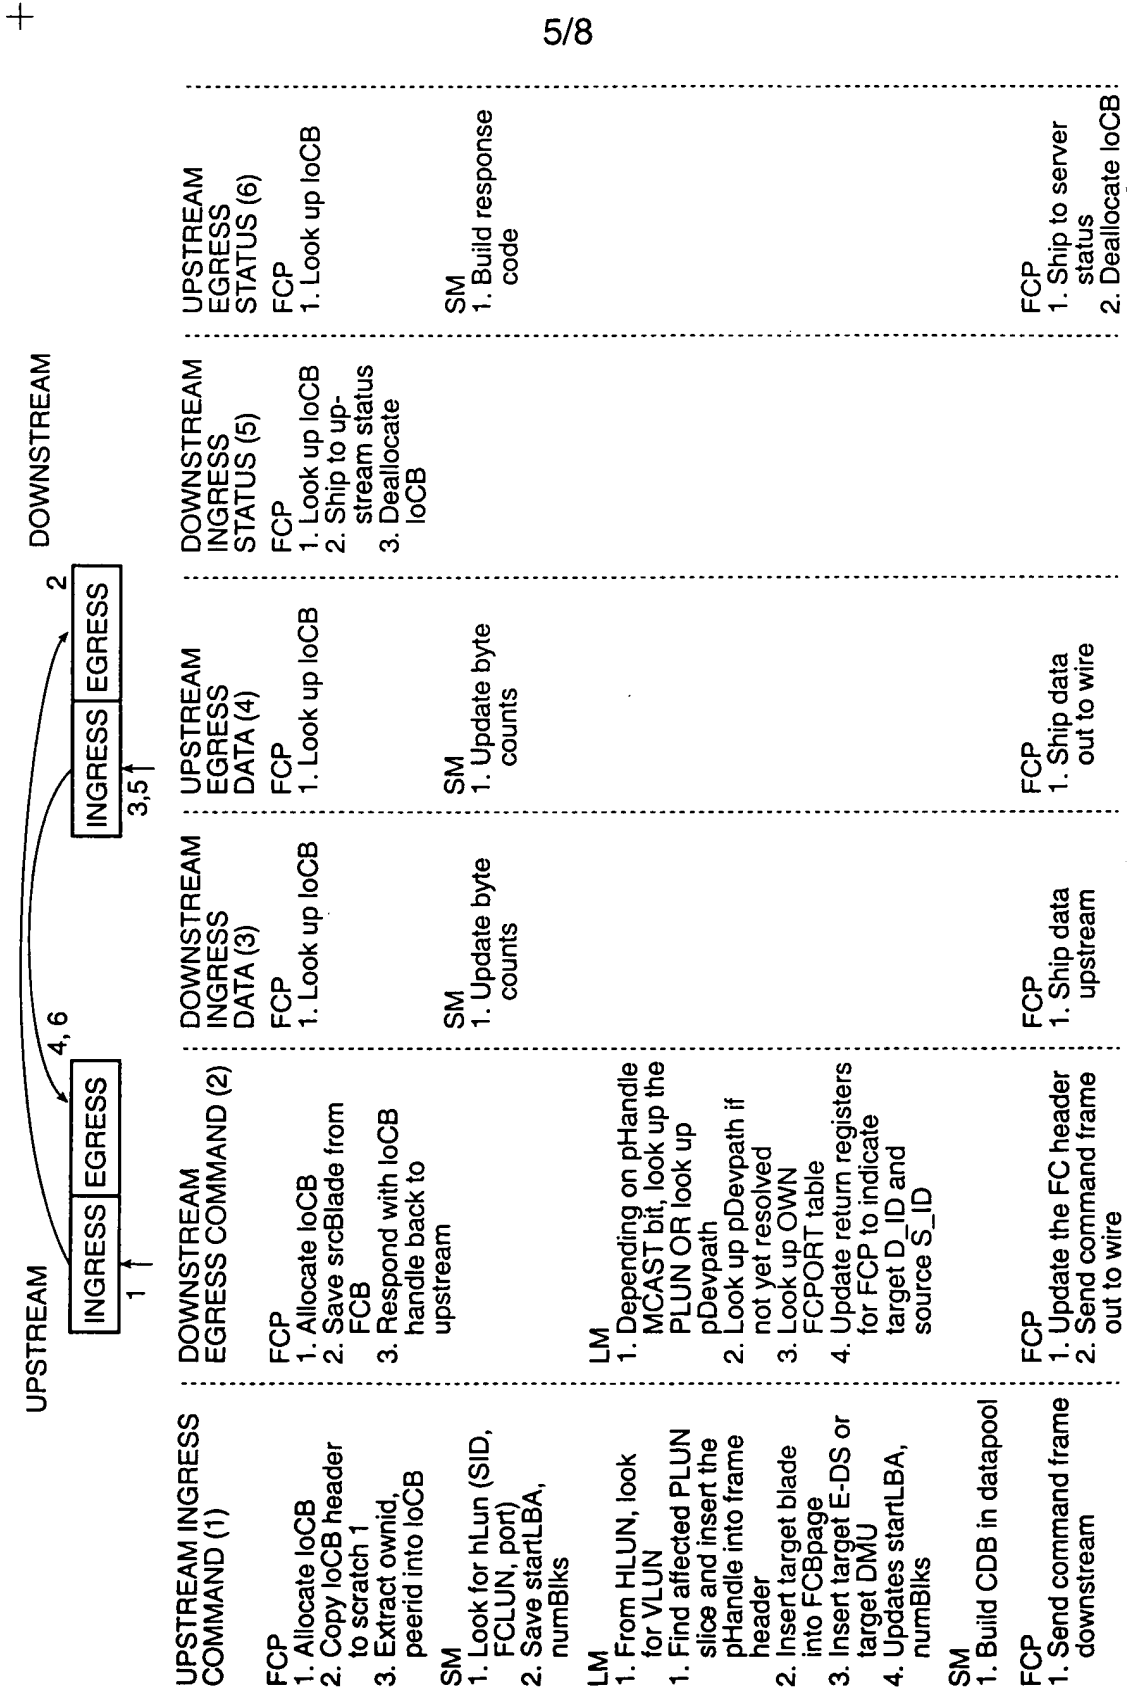 5/8
UPSTREAM
DOWNSTREAM
INGRESS
EGRESS
1
4, 6
INGRESS
EGRESS
3,5
2
UPSTREAM INGRESS
COMMAND (1)
FCP
1. Allocate IoCB
2. Copy IoCB header
to scratch 1
3. Extract ownid,
peerid into IoCB
SM
1. Look for hLun (SID,
FCLUN, port)
2. Save startLBA,
numBlks
LM
1. From HLUN, look
for VLUN
1. Find affected PLUN
slice and insert the
pHandle into frame
header
2. Insert target blade
into FCBpage
3. Insert target E-DS or
target DMU
4. Updates startLBA,
numBlks
SM
1. Build CDB in datapool
FCP
1. Send command frame
downstream
DOWNSTREAM
EGRESS COMMAND (2)
FCP
1. Allocate IoCB
2. Save srcBlade from
FCB
3. Respond with IoCB
handle back to
upstream
LM
1. Depending on pHandle
MCAST bit, look up the
PLUN OR look up
pDevpath
2. Look up pDevpath if
not yet resolved
3. Look up OWN
FCPORT table
4. Update return registers
for FCP to indicate
target D_ID and
source S_ID
FCP
1. Update the FC header
2. Send command frame
out to wire
DOWNSTREAM
INGRESS
DATA (3)
FCP
1. Look up IoCB
SM
1. Update byte
counts
FCP
1. Ship data
upstream
UPSTREAM
EGRESS
DATA (4)
FCP
1. Look up IoCB
SM
1. Update byte
counts
FCP
1. Ship data
out to wire
DOWNSTREAM
INGRESS
STATUS (5)
FCP
1. Look up IoCB
2. Ship to up-
stream status
3. Deallocate
IoCB
UPSTREAM
EGRESS
STATUS (6)
FCP
1. Look up IoCB
SM
1. Build response
code
FCP
1. Ship to server
status
2. Deallocate IoCB